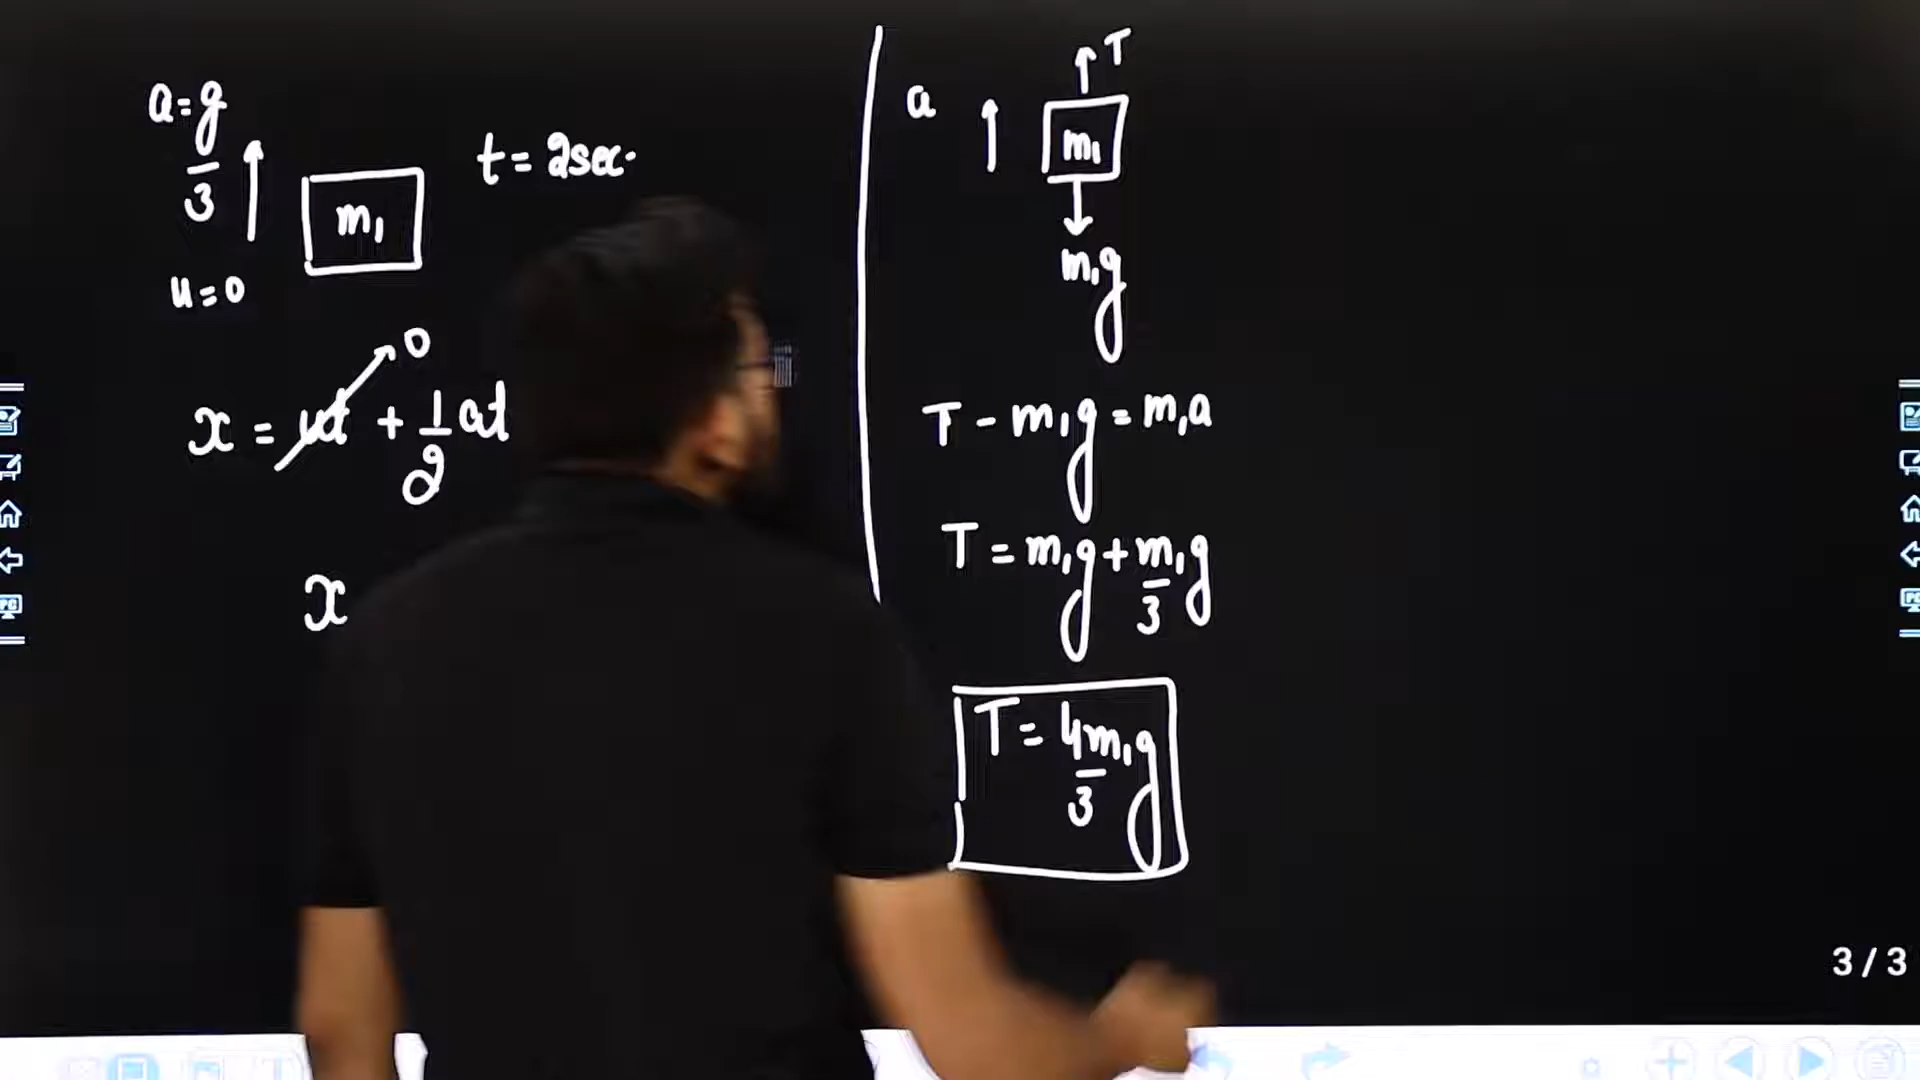 a = g/3
m₁
t = 2sec.
u = 0
x = ut + 1/2 at
0
x
T
a
m₁
m₁g
T - m₁g = m₁a
T = m₁g + m₁g/3
T = 4m₁g/3
3 / 3